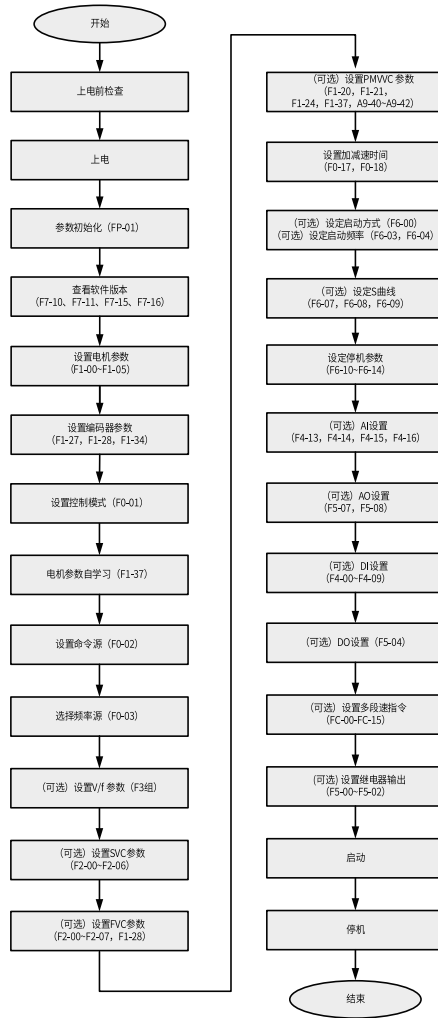 开始
上电前检查
上电
参数初始化（FP-01）
查看软件版本
（F7-10、F7-11、F7-15、F7-16）
设置电机参数
（F1-00~F1-05）
设置编码器参数
（F1-27，F1-28，F1-34）
设置控制模式（F0-01）
电机参数自学习（F1-37）
设置命令源（F0-02）
选择频率源（F0-03）
（可选）设置V/f 参数（F3组）
（可选）设置SVC参数
（F2-00~F2-06）
（可选）设置FVC参数
（F2-00~F2-07，F1-28）
（可选）设置PMVVC 参数
（F1-20，F1-21，
F1-24，F1-37，A9-40~A9-42）
设置加减速时间
（F0-17，F0-18）
（可选）设定启动方式（F6-00）
（可选）设定启动频率（F6-03，F6-04）
（可选）设定S曲线
（F6-07，F6-08，F6-09）
设定停机参数
（F6-10~F6-14）
（可选）AI设置
（F4-13，F4-14，F4-15，F4-16）
（可选）AO设置
（F5-07，F5-08）
（可选）DI设置
（F4-00~F4-09）
（可选）DO设置（F5-04）
（可选）设置多段速指令
（FC-00-FC-15）
（可选) 设置继电器输出
（F5-00~F5-02）
启动
停机
结束